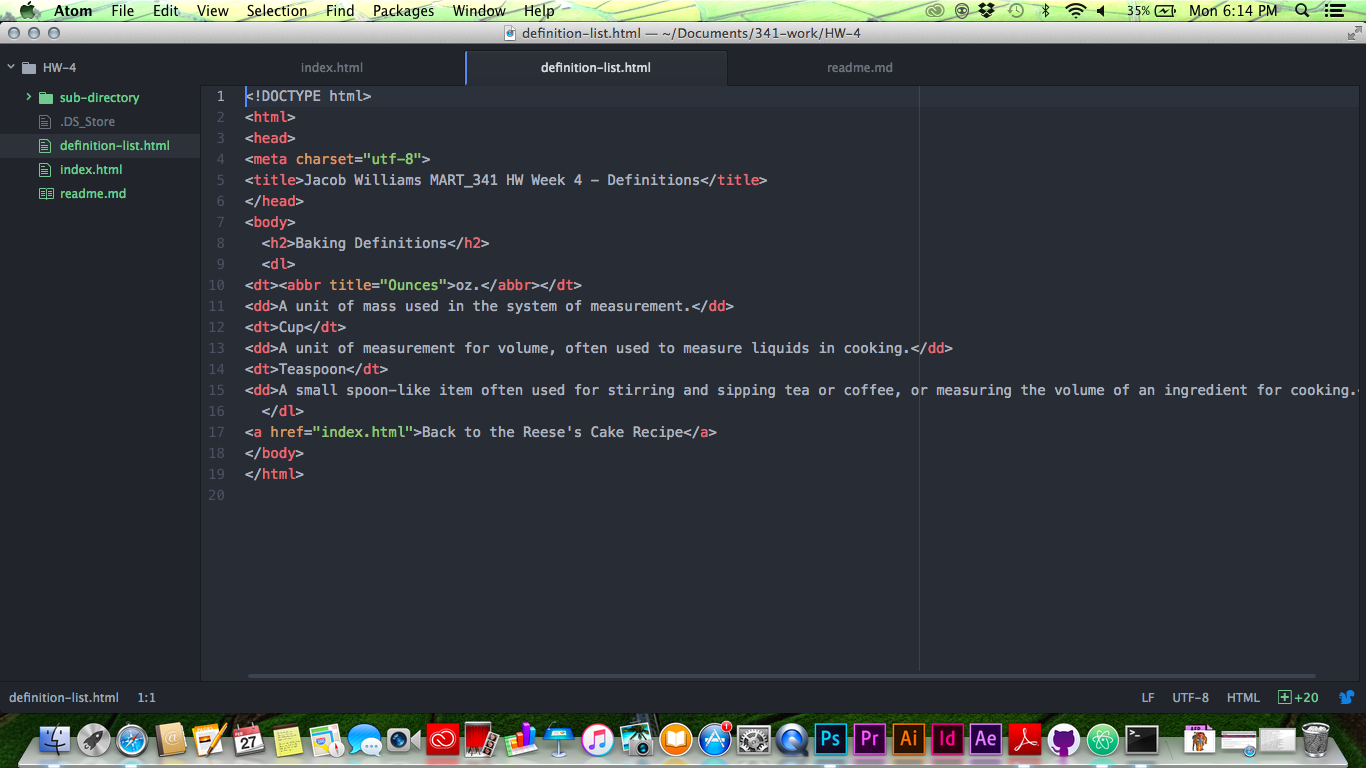 Atom File Edit View Selection Find Packages Window Help 35% Mon 6:14 PM
definition-list.html — ~/Documents/341-work/HW-4
HW-4
sub-directory
.DS_Store
definition-list.html
index.html
readme.md
index.html definition-list.html readme.md
1 <!DOCTYPE html>
2 <html>
3 <head>
4 <meta charset="utf-8">
5 <title>Jacob Williams MART_341 HW Week 4 - Definitions</title>
6 </head>
7 <body>
8 <h2>Baking Definitions</h2>
9 <dl>
10 <dt><abbr title="Ounces">oz.</abbr></dt>
11 <dd>A unit of mass used in the system of measurement.</dd>
12 <dt>Cup</dt>
13 <dd>A unit of measurement for volume, often used to measure liquids in cooking.</dd>
14 <dt>Teaspoon</dt>
15 <dd>A small spoon-like item often used for stirring and sipping tea or coffee, or measuring the volume of an ingredient for cooking.
16 </dl>
17 <a href="index.html">Back to the Reese's Cake Recipe</a>
18 </body>
19 </html>
20
definition-list.html 1:1 LF UTF-8 HTML +20
FEB 27 1 Ps Pr Ai Id Ae >_